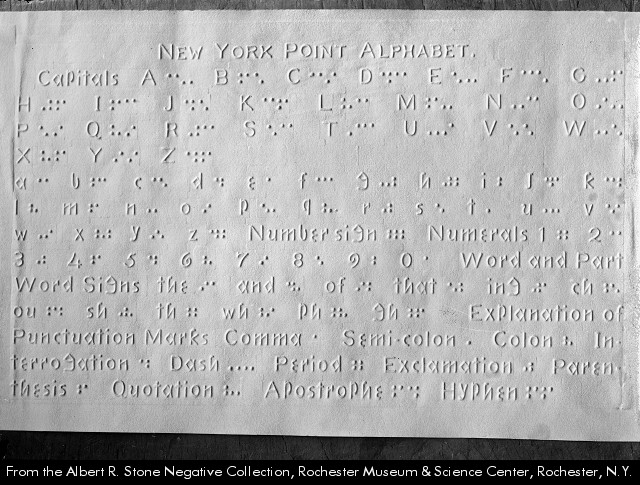 NEW YORK POINT ALPHABET.
Capitals A B C D E F G
H I J K L M N O
P Q R S T U V W
X Y Z
a b c d e f g h i j k
l m n o p q r s t u v
w x y z Number sign Numerals 1 2
3 4 5 6 7 8 9 0 Word and Part
Word Signs the and of that ing ch
ou sh th wh ph gh Explanation of
Punctuation Marks Comma Semi-colon Colon In-
terrogation Dash Period Exclamation Paren-
thesis Quotation Apostrophe Hyphen
From the Albert R. Stone Negative Collection, Rochester Museum & Science Center, Rochester, N.Y.